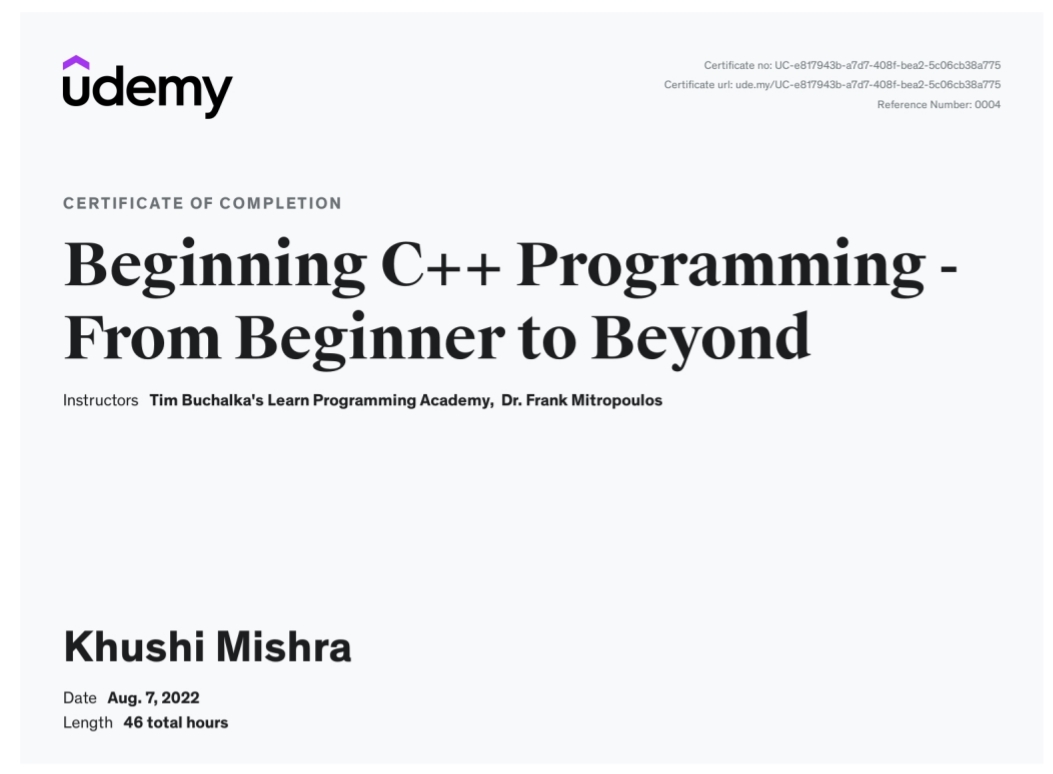 udemy
Certificate no: UC-e817943b-a7d7-408f-bea2-5c06cb38a775
Certificate url: ude.my/UC-e817943b-a7d7-408f-bea2-5c06cb38a775
Reference Number: 0004
CERTIFICATE OF COMPLETION
Beginning C++ Programming -
From Beginner to Beyond
Instructors Tim Buchalka's Learn Programming Academy, Dr. Frank Mitropoulos
Khushi Mishra
Date Aug. 7, 2022
Length 46 total hours